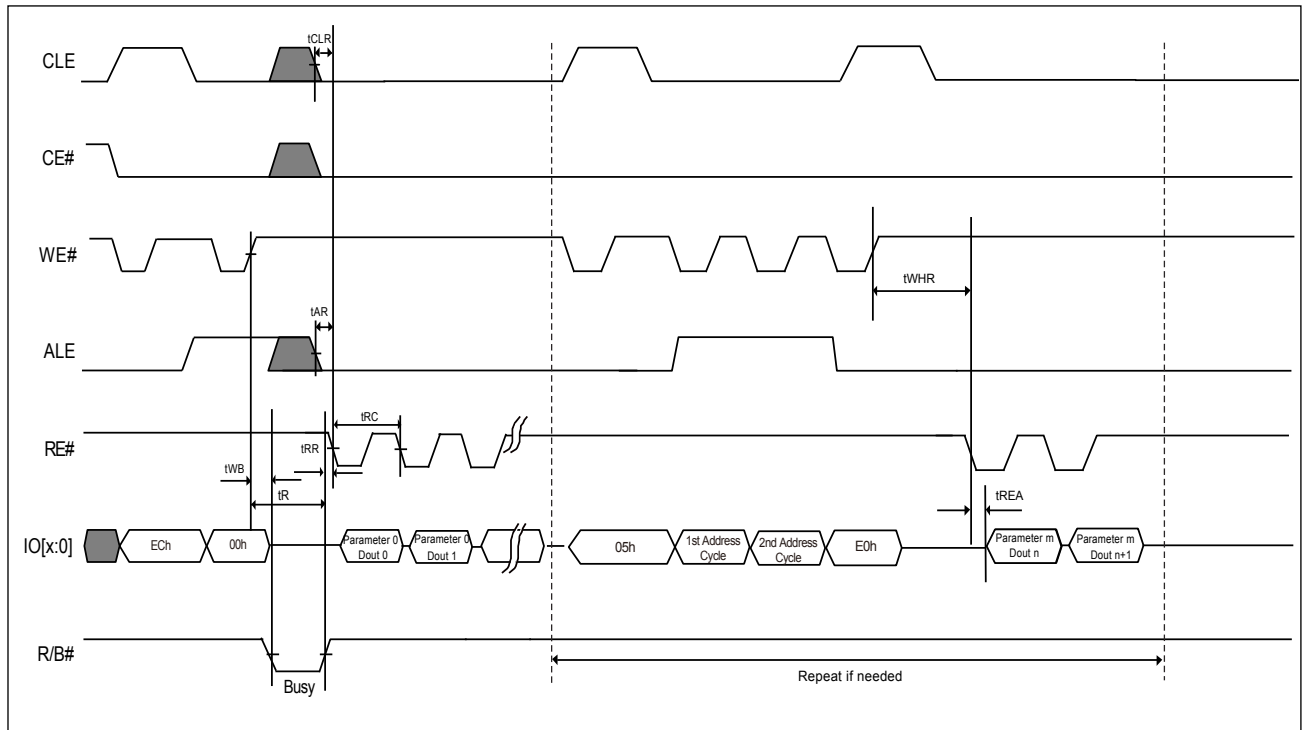 CLE
tCLR
CE#
WE#
tWHR
ALE
tAR
RE#
tRC
tRR
tWB
tR
tREA
IO[x:0]
ECh
00h
Parameter 0
Dout 0
Parameter 0
Dout 1
05h
1st Address
Cycle
2nd Address
Cycle
E0h
Parameter m
Dout n
Parameter m
Dout n+1
R/B#
Busy
Repeat if needed